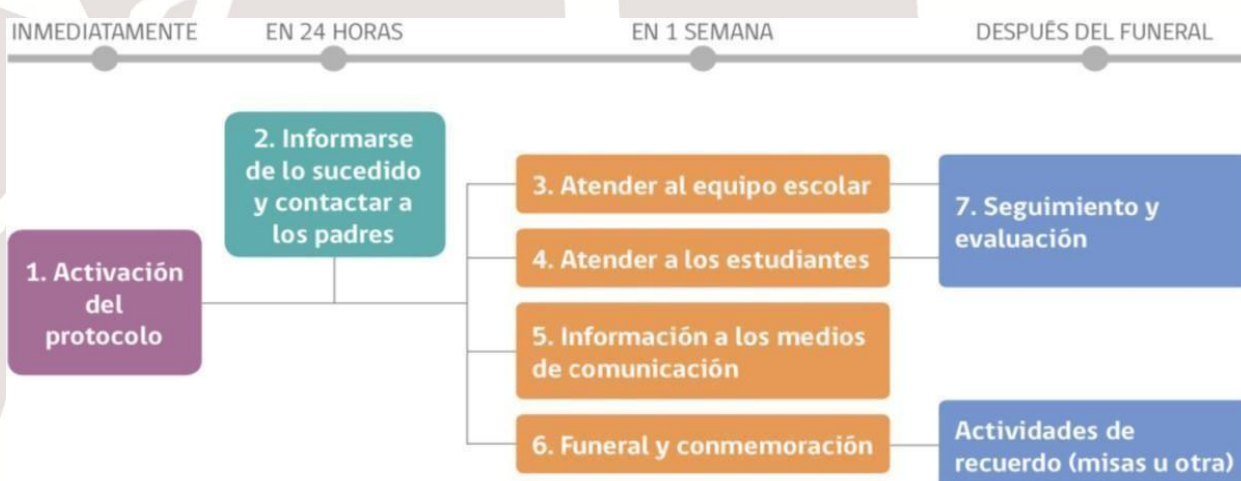 INMEDIATAMENTE
EN 24 HORAS
EN 1 SEMANA
DESPUÉS DEL FUNERAL
1. Activación
del
protocolo
2. Informarse
de lo sucedido
y contactar a
los padres
3. Atender al equipo escolar
4. Atender a los estudiantes
5. Información a los medios
de comunicación
6. Funeral y conmemoración
7. Seguimiento y
evaluación
Actividades de
recuerdo (misas u otra)